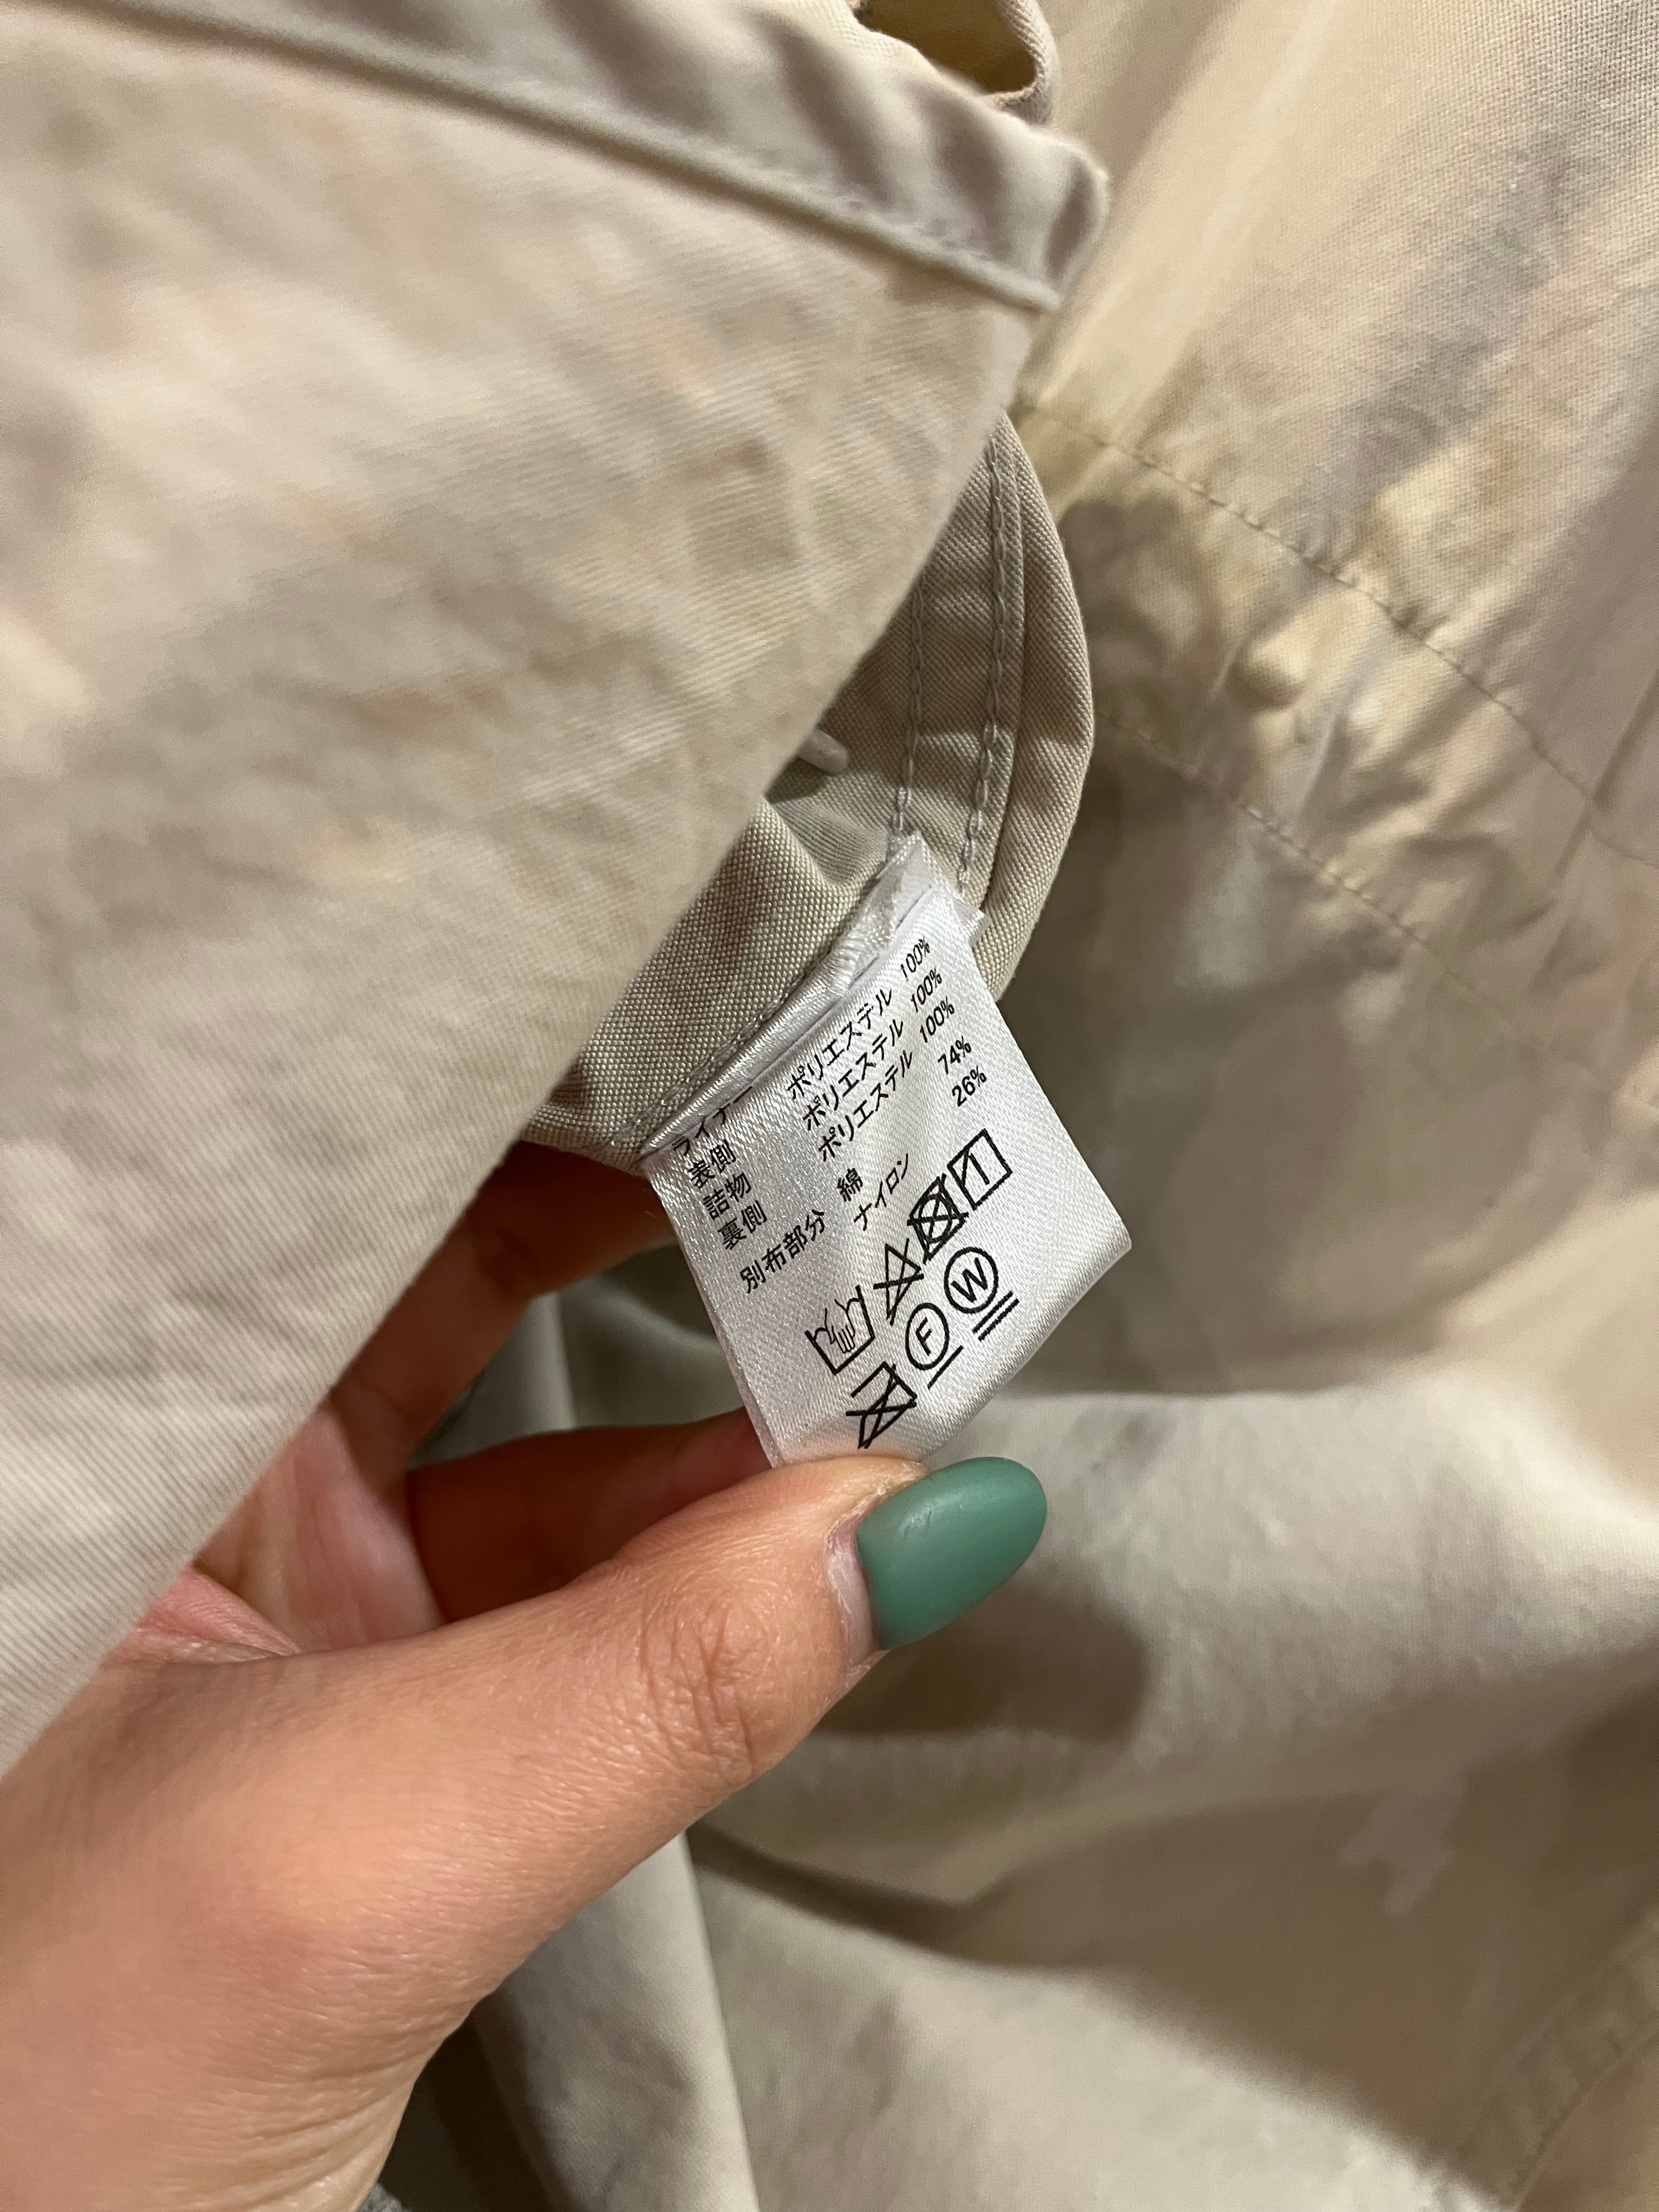 ライナー
表側 ポリエステル 100%
詰物 ポリエステル 100%
裏側 ポリエステル 100%
別布部分 綿 74%
ナイロン 26%
F
W